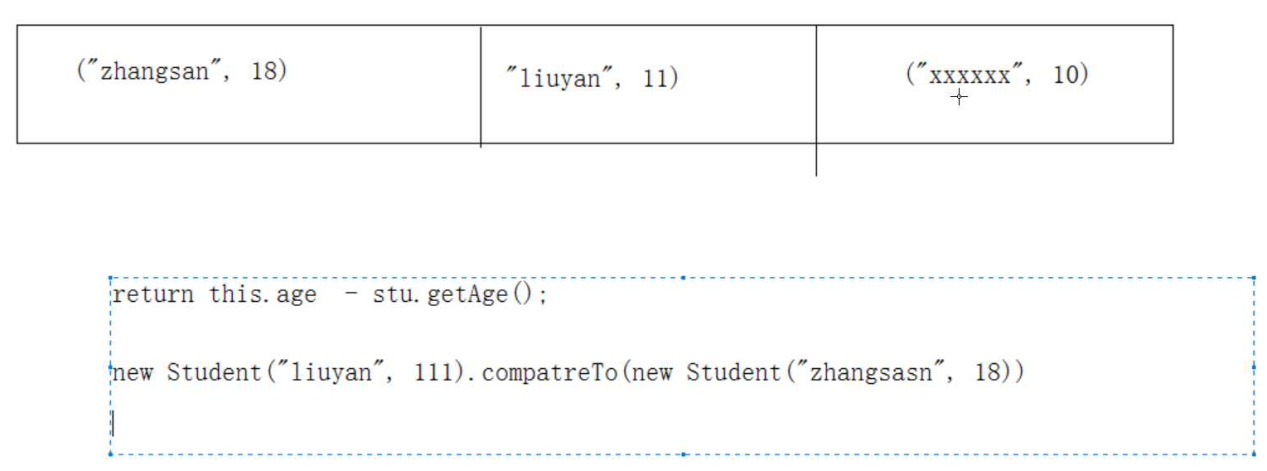 ("zhangsan", 18)
"liuyan", 11)
("xxxxxx", 10)
return this.age - stu.getAge();
new Student("liuyan", 111).compatreTo(new Student("zhangsasn", 18))